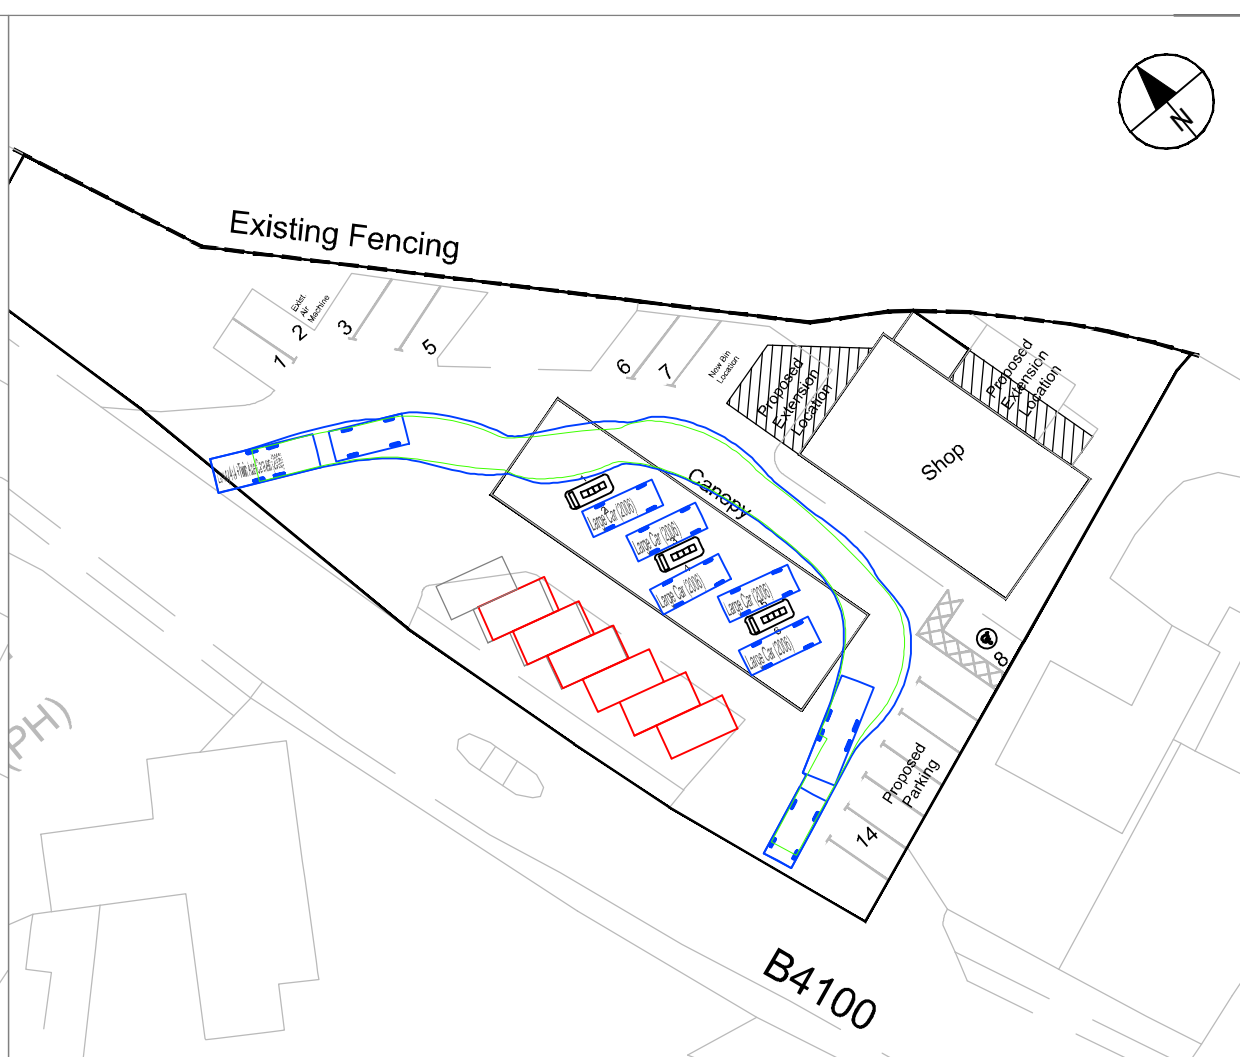 N
Existing Fencing
Exist.
Air
Machine
1
2
3
5
6
7
New Bin
Location
Proposed
Extension
Location
Proposed
Extension
Location
Shop
Canopy
Large Car (2006)
Large Car (2006)
Large Car (2006)
Large Car (2006)
Large Car (2006)
8
Proposed
Parking
14
(PH)
B4100